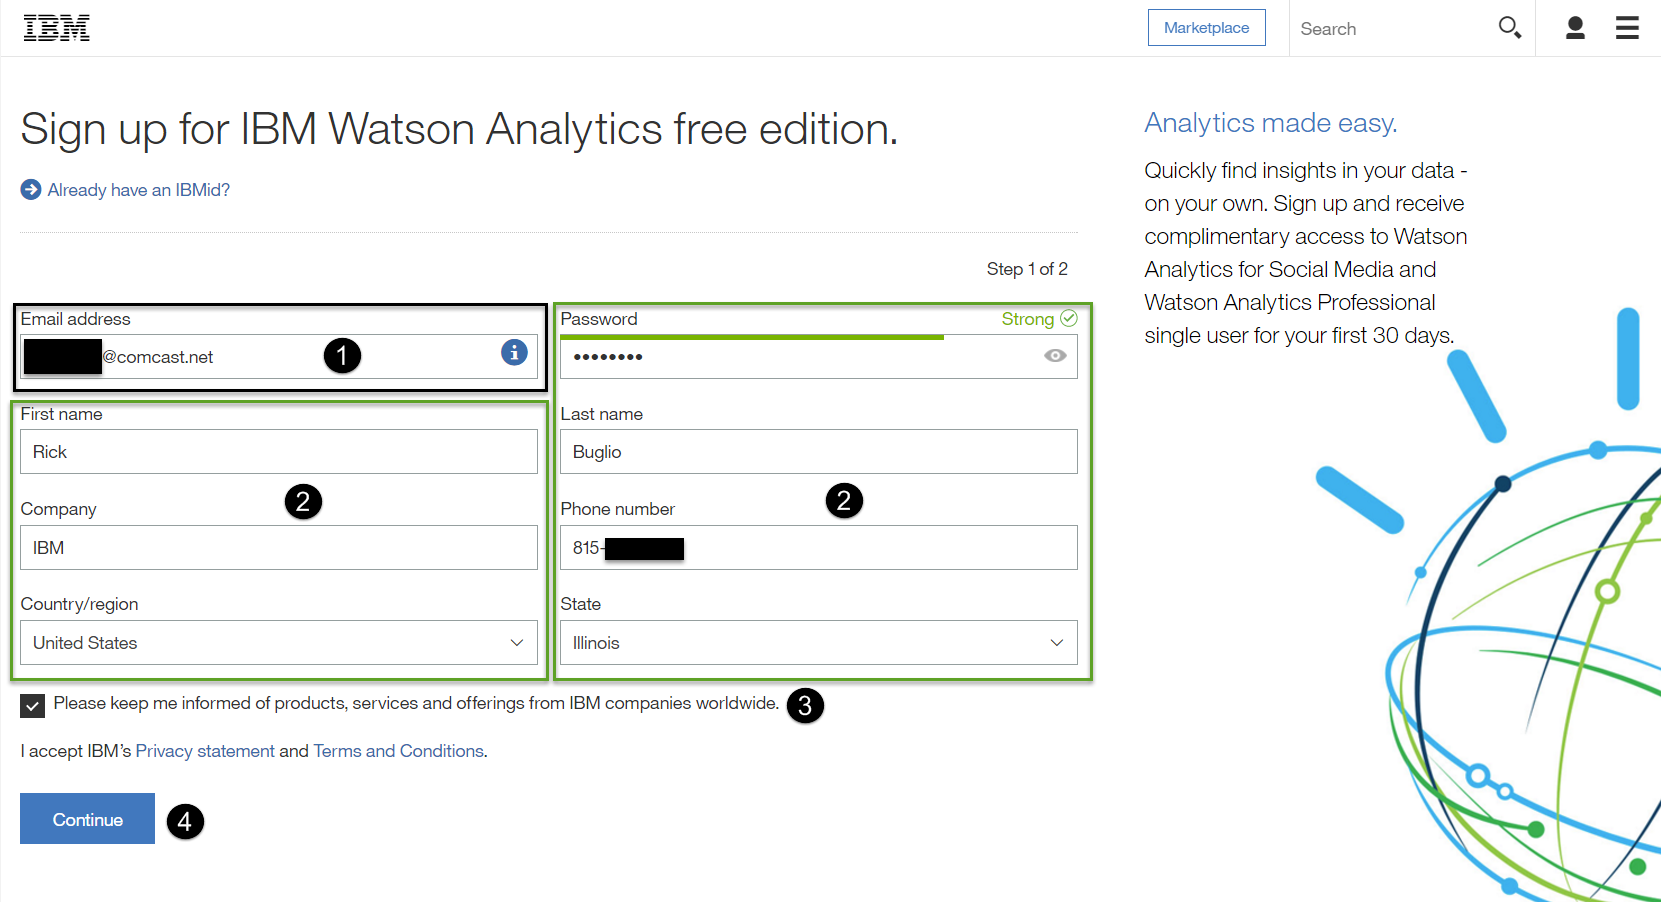 IBM
Marketplace
Search
Sign up for IBM Watson Analytics free edition.
Already have an IBMid?
Step 1 of 2
Email address
@comcast.net
1
i
Password
Strong
••••••••
First name
Rick
Last name
Buglio
2
2
Company
IBM
Phone number
815-
Country/region
United States
State
Illinois
Please keep me informed of products, services and offerings from IBM companies worldwide.
3
I accept IBM's Privacy statement and Terms and Conditions.
Continue
4
Analytics made easy.
Quickly find insights in your data -
on your own. Sign up and receive
complimentary access to Watson
Analytics for Social Media and
Watson Analytics Professional
single user for your first 30 days.